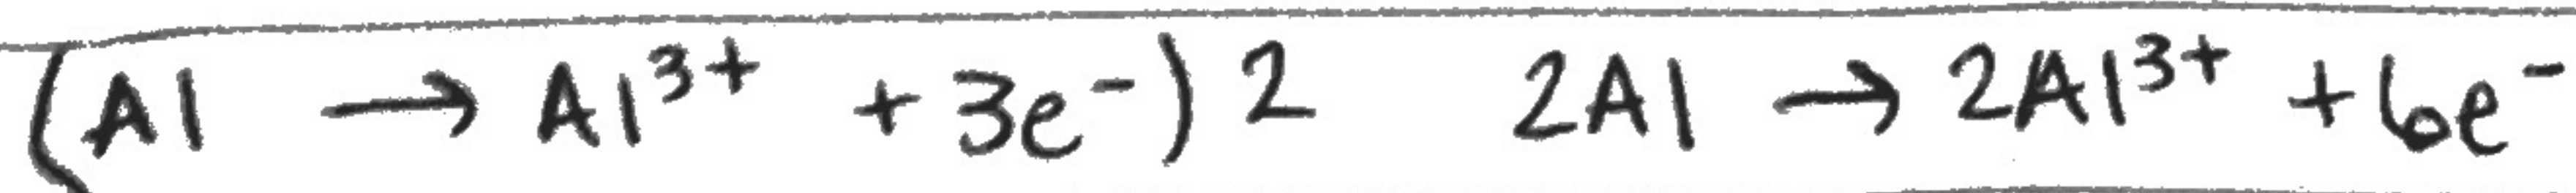 (Al → Al³⁺ + 3e⁻) 2 2Al → 2Al³⁺ + 6e⁻